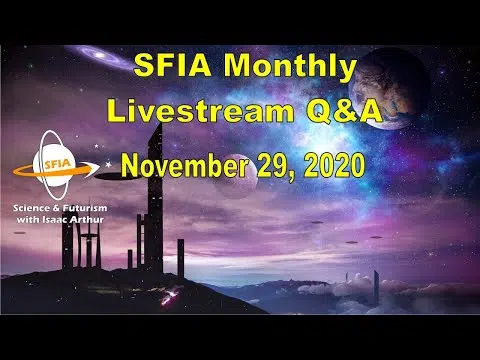 SFIA Monthly
Livestream Q&A
November 29, 2020
SFIA
Science & Futurism
with Isaac Arthur